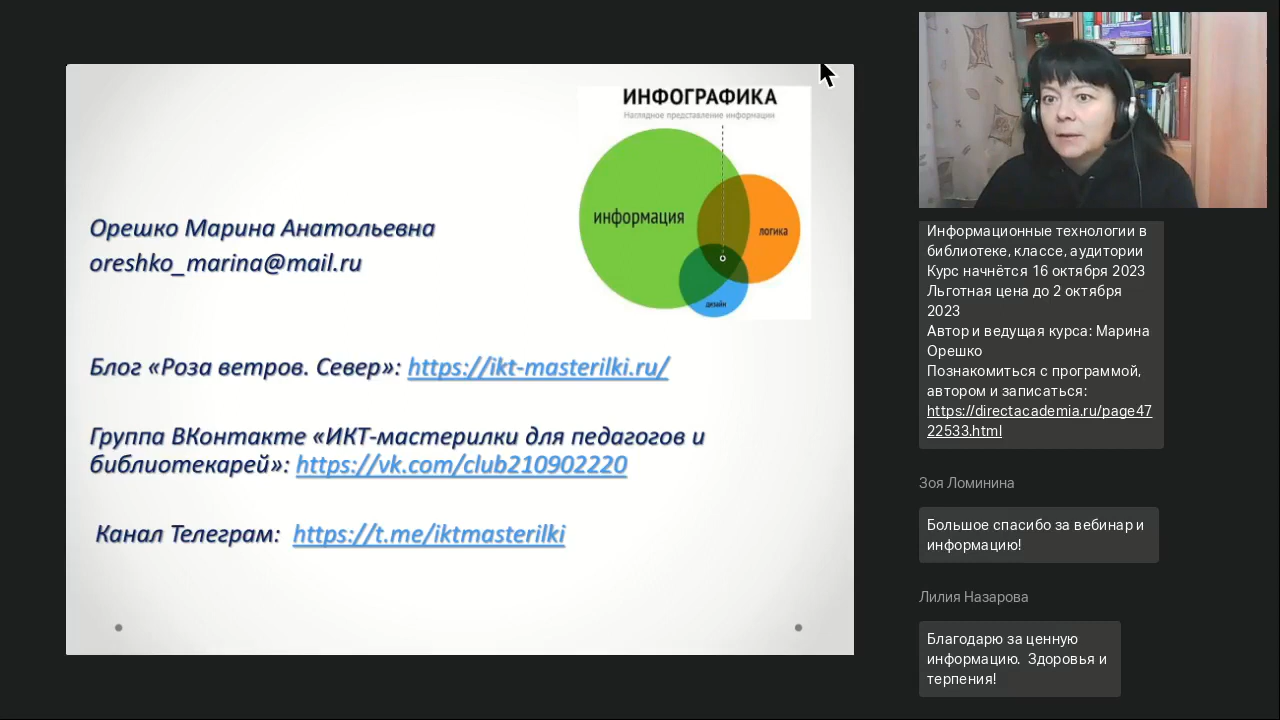 ИНФОГРАФИКА
Наглядное представление информации
информация
логика
дизайн
Орешко Марина Анатольевна
oreshko_marina@mail.ru
Блог «Роза ветров. Север»: https://ikt-masterilki.ru/
Группа ВКонтакте «ИКТ-мастерилки для педагогов и
библиотекарей»: https://vk.com/club210902220
Канал Телеграм: https://t.me/iktmasterilki
Информационные технологии в
библиотеке, классе, аудитории
Курс начнётся 16 октября 2023
Льготная цена до 2 октября
2023
Автор и ведущая курса: Марина
Орешко
Познакомиться с программой,
автором и записаться:
https://directacademia.ru/page47
22533.html
Зоя Ломинина
Большое спасибо за вебинар и
информацию!
Лилия Назарова
Благодарю за ценную
информацию. Здоровья и
терпения!